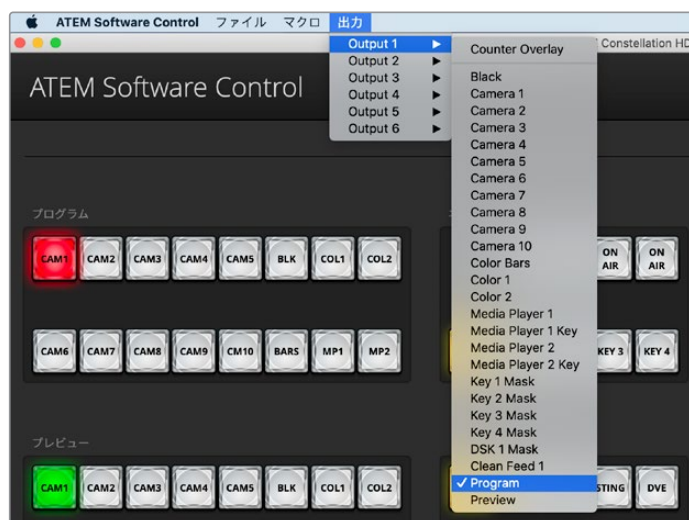 ATEM Software Control ファイル マクロ 出力
Constellation HD
ATEM Software Control
Output 1
Output 2
Output 3
Output 4
Output 5
Output 6
Counter Overlay
Black
Camera 1
Camera 2
Camera 3
Camera 4
Camera 5
Camera 6
Camera 7
Camera 8
Camera 9
Camera 10
Color Bars
Color 1
Color 2
Media Player 1
Media Player 1 Key
Media Player 2
Media Player 2 Key
Key 1 Mask
Key 2 Mask
Key 3 Mask
Key 4 Mask
DSK 1 Mask
Clean Feed 1
✓ Program
Preview
プログラム
CAM1 CAM2 CAM3 CAM4 CAM5 BLK COL1 COL2
CAM6 CAM7 CAM8 CAM9 CM10 BARS MP1 MP2
プレビュー
CAM1 CAM2 CAM3 CAM4 CAM5 BLK COL1 COL2
ON AIR ON AIR
KEY 3 KEY 4
DVE